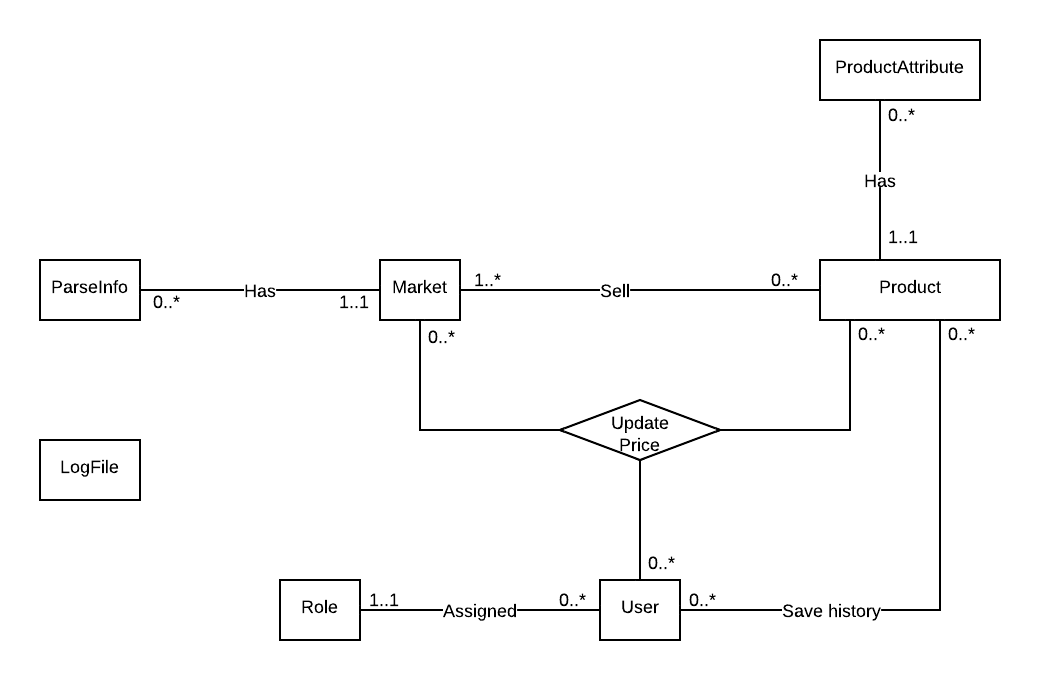 ProductAttribute
0..*
Has
1..1
ParseInfo
0..*
Has
1..1
Market
1..*
Sell
0..*
Product
0..*
0..*
0..*
Update
Price
LogFile
0..*
Role
1..1
Assigned
0..*
User
0..*
Save history